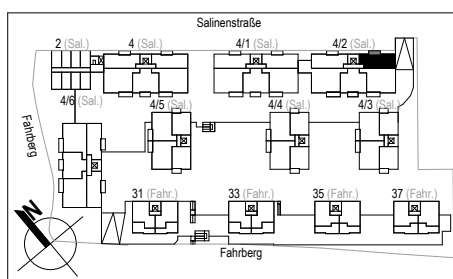 Salinenstraße
2 (Sal.) 4 (Sal.) 4/1 (Sal.) 4/2 (Sal.)
4/6 (Sal.) 4/5 (Sal.) 4/4 (Sal.) 4/3 (Sal.)
Fahrberg
31 (Fahr.) 33 (Fahr.) 35 (Fahr.) 37 (Fahr.)
N
Fahrberg